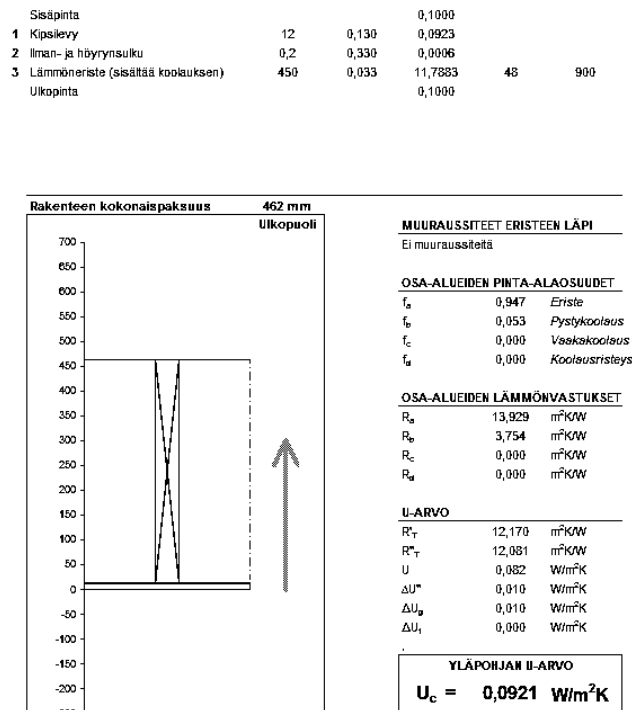 Sisäpinta 0,1000
1 Kipsilevy 12 0,130 0,0923
2 Ilman- ja höyrynsulku 0,2 0,330 0,0006
3 Lämmöneriste (sisältää koolauksen) 450 0,033 11,7883 48 900
Ulkopinta 0,1000
Rakenteen kokonaispaksuus 462 mm
Ulkopuoli
700
650
600
550
500
450
400
350
300
250
200
150
100
50
0
-50
-100
-150
-200
MUURAUSSITEET ERISTEEN LÄPI
Ei muuraussiteitä
OSA-ALUEIDEN PINTA-ALAOSUUDET
fa 0,947 Eriste
fb 0,053 Pystykoolaus
fc 0,000 Vaakakoolaus
fd 0,000 Koolausristeys
OSA-ALUEIDEN LÄMMÖNVASTUKSET
Ra 13,929 m²K/W
Rb 3,754 m²K/W
Rc 0,000 m²K/W
Rd 0,000 m²K/W
U-ARVO
R'T 12,170 m²K/W
R"T 12,081 m²K/W
U 0,082 W/m²K
ΔU" 0,010 W/m²K
ΔUg 0,010 W/m²K
ΔUf 0,000 W/m²K
YLÄPOHJAN U-ARVO
Uc = 0,0921 W/m²K